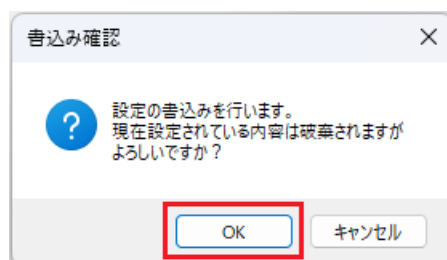 書込み確認
設定の書込みを行います。
現在設定されている内容は破棄されますが
よろしいですか？
OK
キャンセル